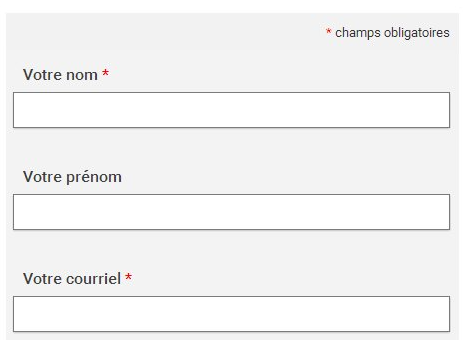 * champs obligatoires
Votre nom *
Votre prénom
Votre courriel *